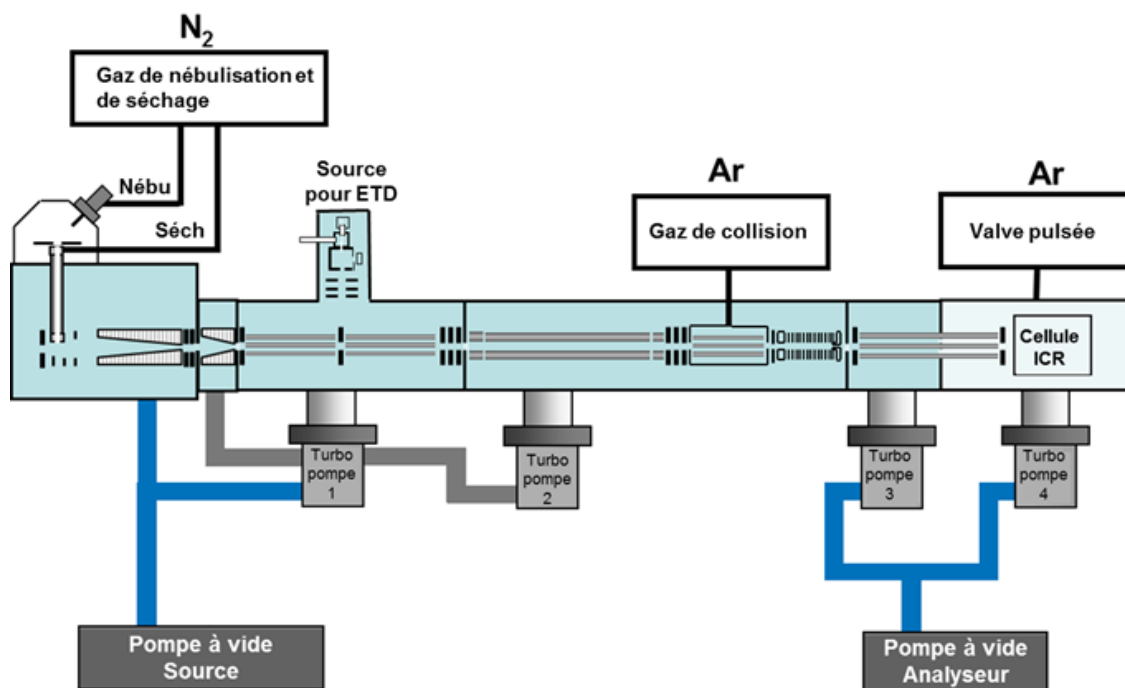 N2
Gaz de nébulisation et
de séchage
Nébu
Séch
Source
pour ETD
Ar
Gaz de collision
Ar
Valve pulsée
Cellule
ICR
Turbo
pompe
1
Turbo
pompe
2
Turbo
pompe
3
Turbo
pompe
4
Pompe à vide
Source
Pompe à vide
Analyseur